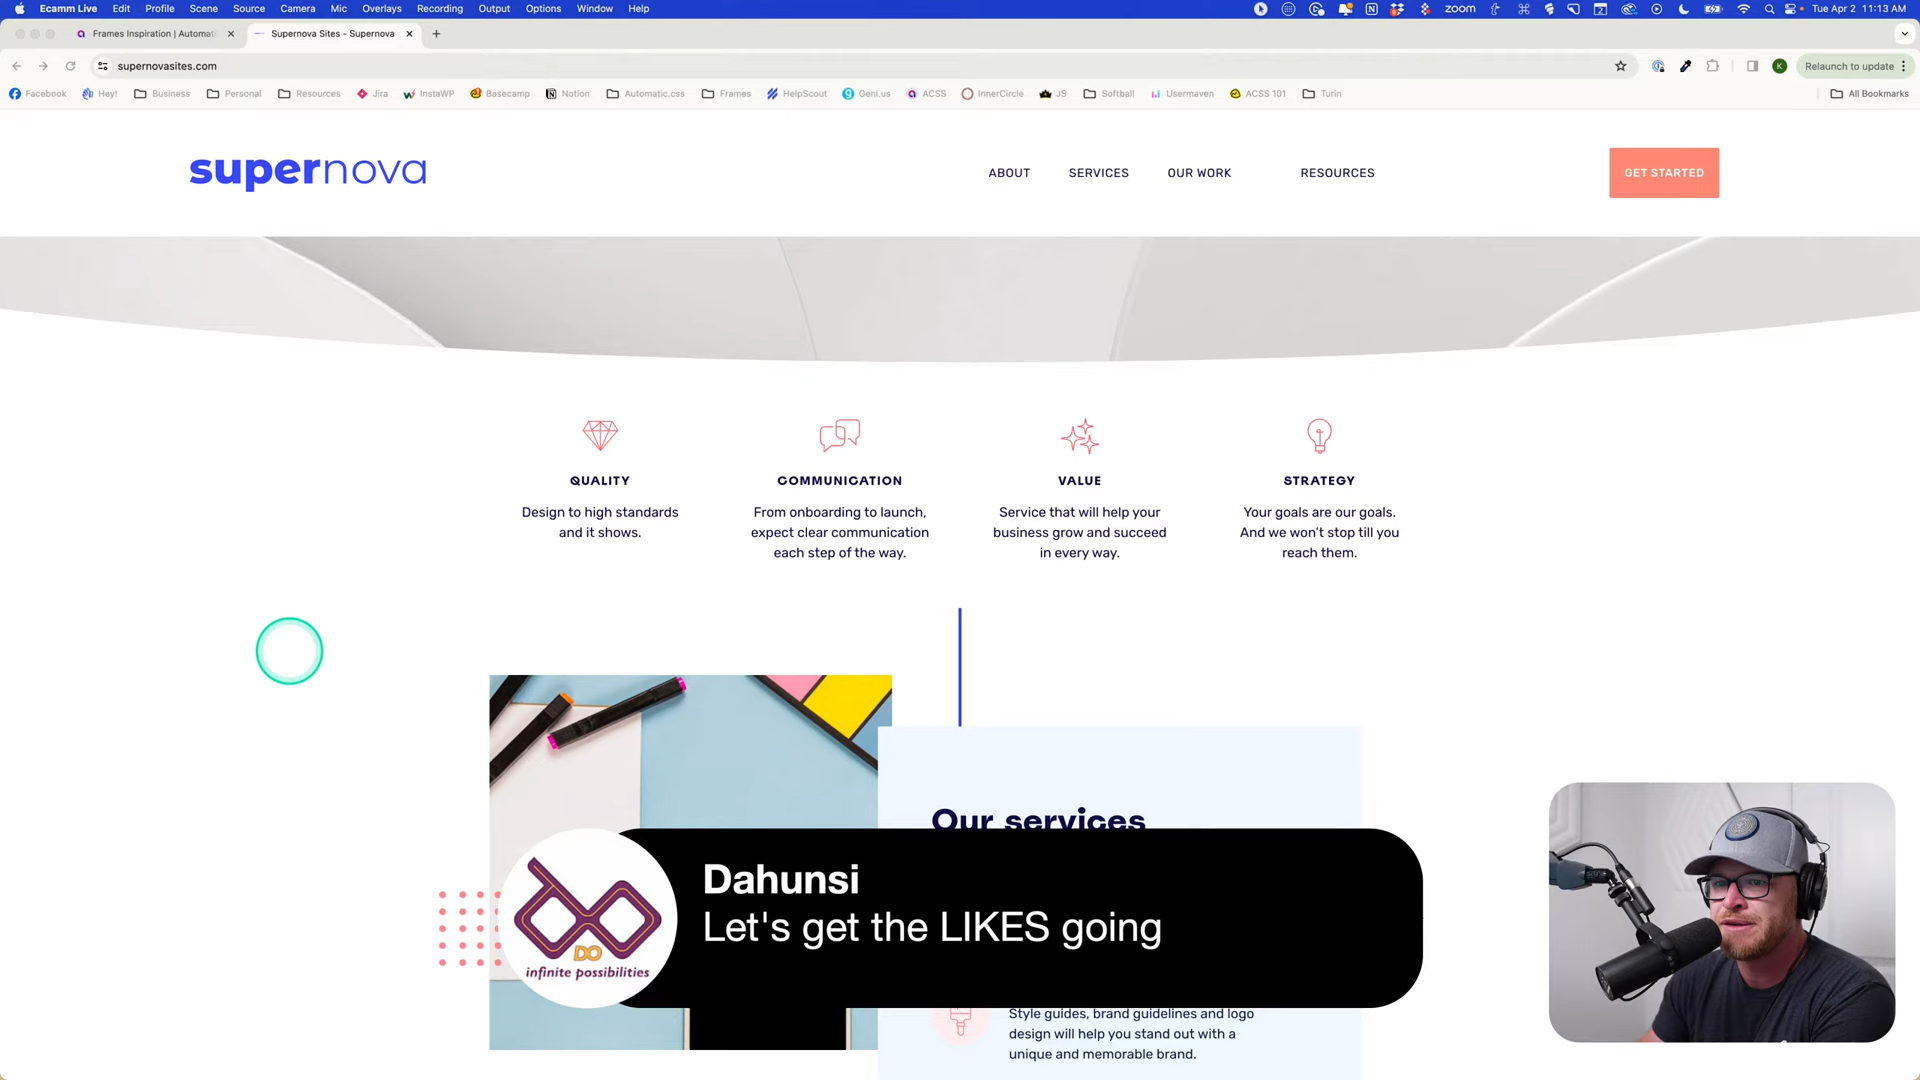 Ecamm Live Edit Profile Scene Source Camera Mic Overlays Recording Output Options Window Help zoom Tue Apr 2 11:13 AM
Frames Inspiration | Automat Supernova Sites - Supernova
supernovasites.com Relaunch to update
Facebook Hey! Business Personal Resources Jira InstaWP Basecamp Notion Automatic.css Frames HelpScout Geni.us ACSS InnerCircle JS Softball Usermaven ACSS 101 Turin All Bookmarks
supernova
ABOUT SERVICES OUR WORK RESOURCES GET STARTED
QUALITY
Design to high standards
and it shows.
COMMUNICATION
From onboarding to launch,
expect clear communication
each step of the way.
VALUE
Service that will help your
business grow and succeed
in every way.
STRATEGY
Your goals are our goals.
And we won’t stop till you
reach them.
Our services
Dahunsi
Let's get the LIKES going
DO
infinite possibilities
Style guides, brand guidelines and logo
design will help you stand out with a
unique and memorable brand.